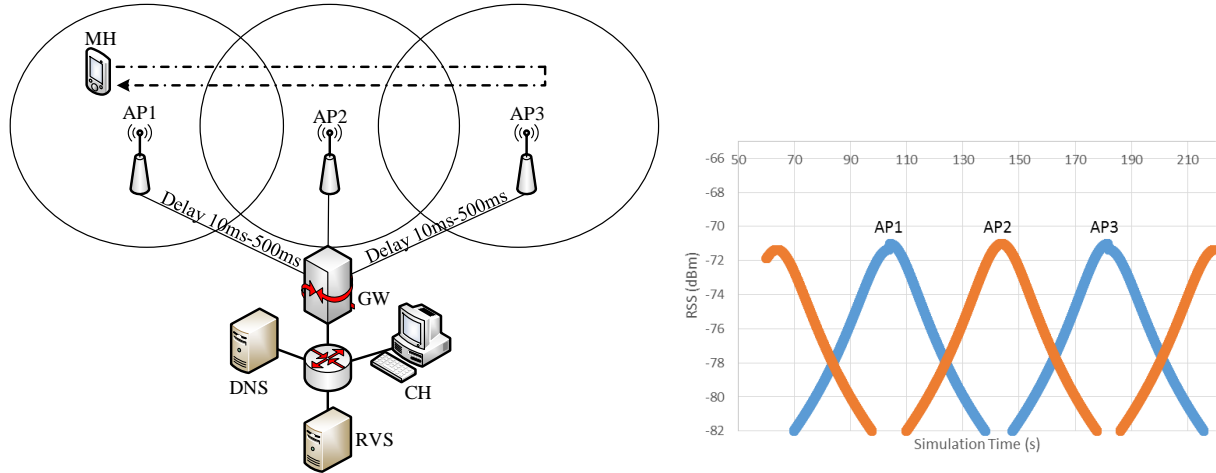 MH
AP1
AP2
AP3
Delay 10ms-500ms
Delay 10ms-500ms
GW
DNS
CH
RVS
-66
-68
-70
-72
-74
-76
-78
-80
-82
50 70 90 110 130 150 170 190 210
AP1 AP2 AP3
RSS (dBm)
Simulation Time (s)